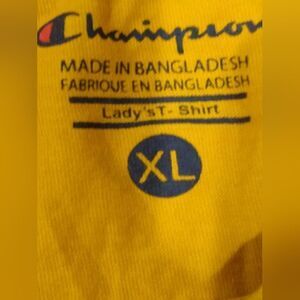 Champion
MADE IN BANGLADESH
FABRIQUE EN BANGLADESH
Lady'sT- Shirt
XL